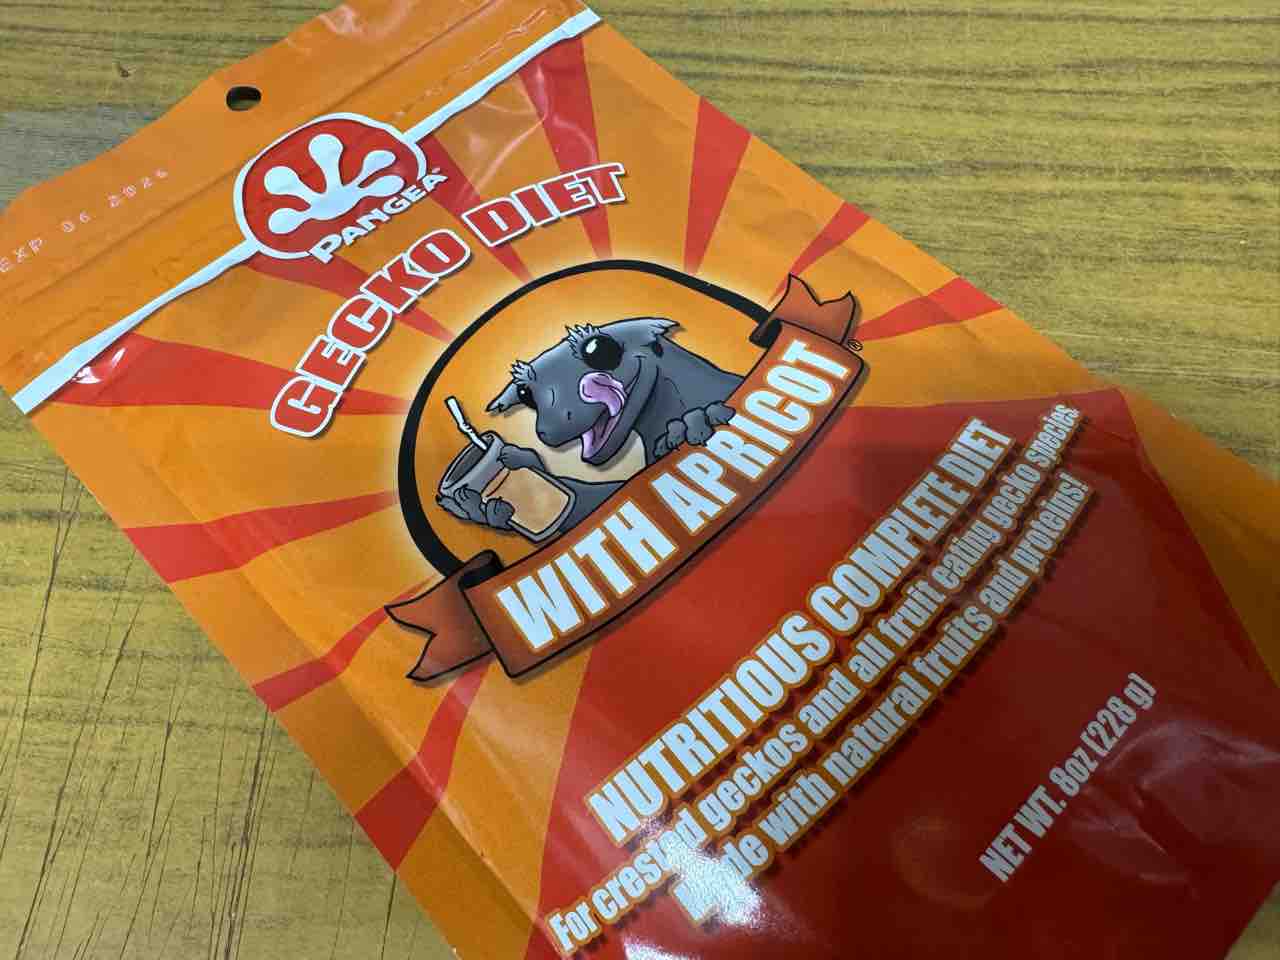 EXP 06 2026
PANGEA
GECKO DIET
WITH APRICOT
NUTRITIOUS COMPLETE DIET
For crested geckos and all fruit eating gecko species.
Made with natural fruits and proteins!
NET WT. 8oz (228 g)